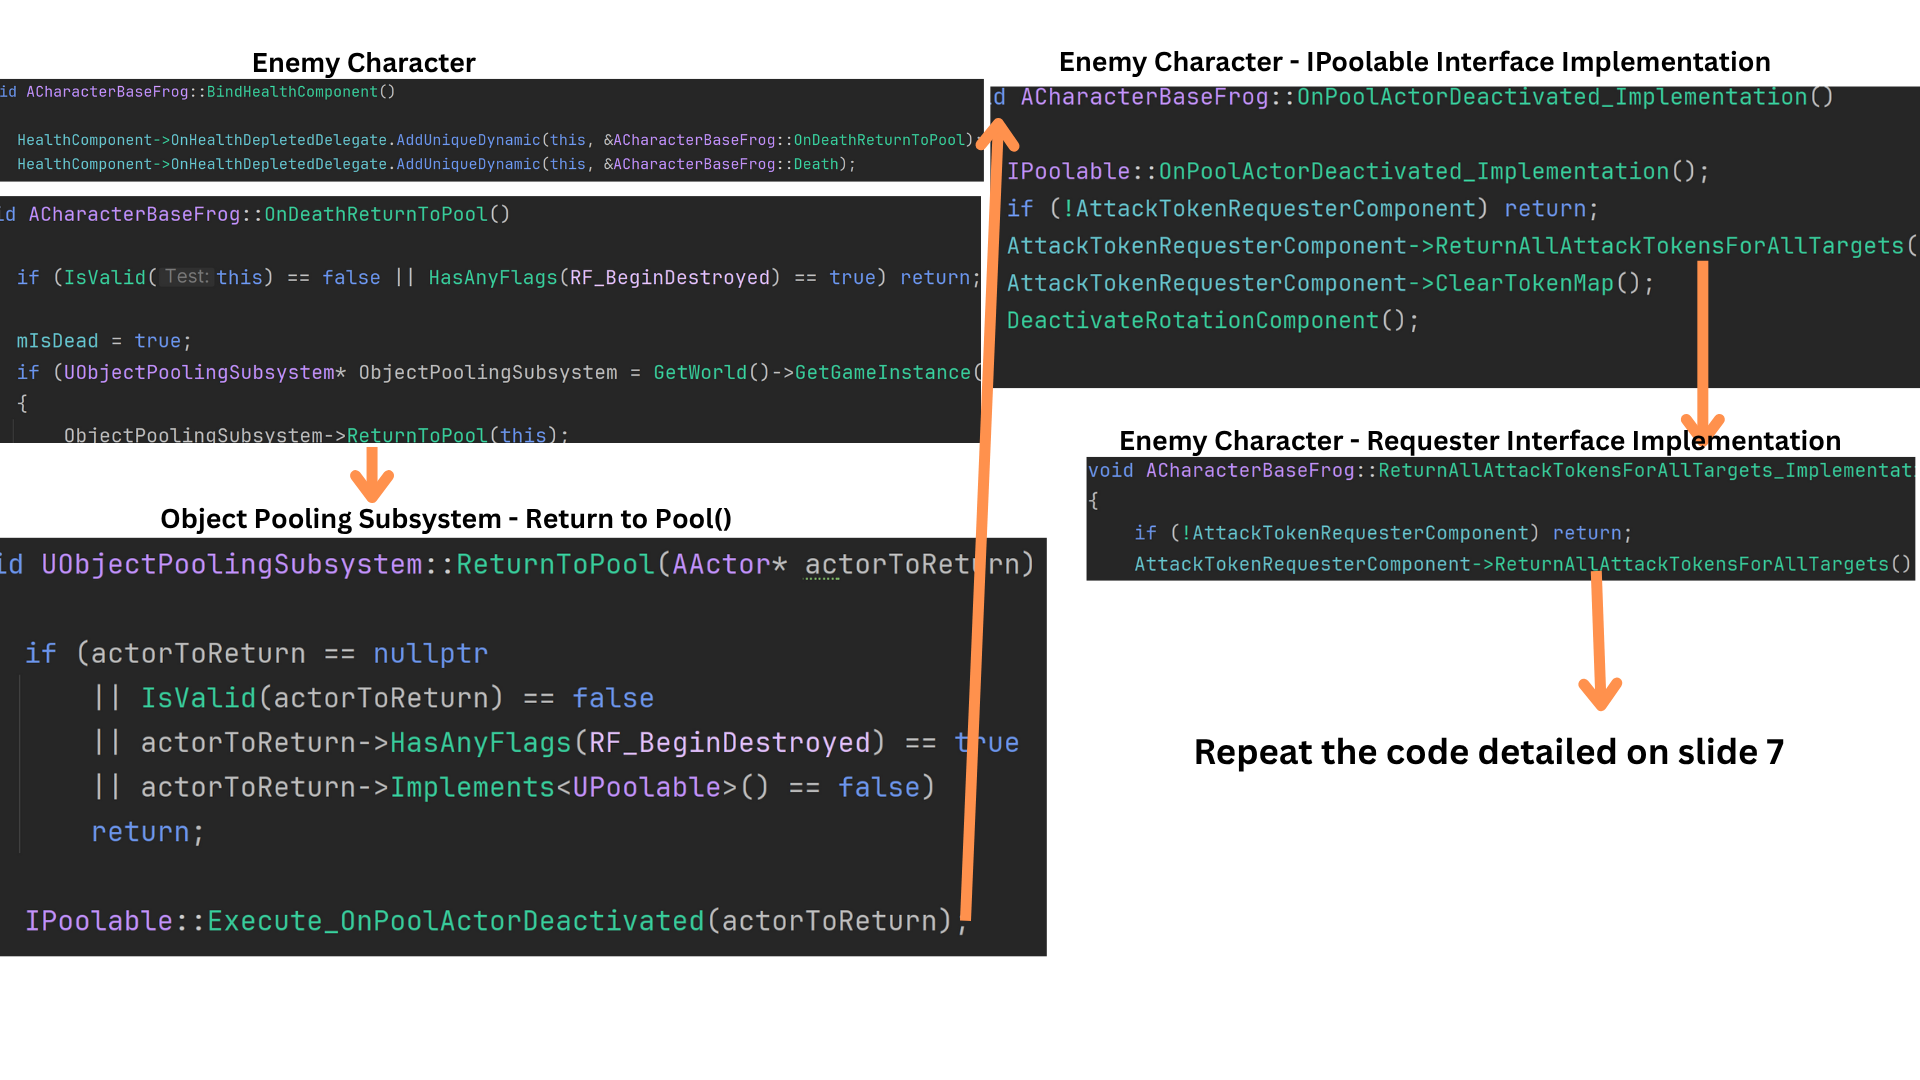 Enemy Character
id ACharacterBaseFrog::BindHealthComponent()
HealthComponent->OnHealthDepletedDelegate.AddUniqueDynamic(this, &ACharacterBaseFrog::OnDeathReturnToPool);
HealthComponent->OnHealthDepletedDelegate.AddUniqueDynamic(this, &ACharacterBaseFrog::Death);
id ACharacterBaseFrog::OnDeathReturnToPool()
if (IsValid( Test: this) == false || HasAnyFlags(RF_BeginDestroyed) == true) return;
mIsDead = true;
if (UObjectPoolingSubsystem* ObjectPoolingSubsystem = GetWorld()->GetGameInstance(
{
ObjectPoolingSubsystem->ReturnToPool(this);
Object Pooling Subsystem - Return to Pool()
id UObjectPoolingSubsystem::ReturnToPool(AActor* actorToReturn)
if (actorToReturn == nullptr
|| IsValid(actorToReturn) == false
|| actorToReturn->HasAnyFlags(RF_BeginDestroyed) == true
|| actorToReturn->Implements<UPoolable>() == false)
return;
IPoolable::Execute_OnPoolActorDeactivated(actorToReturn);
Enemy Character - IPoolable Interface Implementation
d ACharacterBaseFrog::OnPoolActorDeactivated_Implementation()
IPoolable::OnPoolActorDeactivated_Implementation();
if (!AttackTokenRequesterComponent) return;
AttackTokenRequesterComponent->ReturnAllAttackTokensForAllTargets(
AttackTokenRequesterComponent->ClearTokenMap();
DeactivateRotationComponent();
Enemy Character - Requester Interface Implementation
void ACharacterBaseFrog::ReturnAllAttackTokensForAllTargets_Implementat
{
if (!AttackTokenRequesterComponent) return;
AttackTokenRequesterComponent->ReturnAllAttackTokensForAllTargets()
Repeat the code detailed on slide 7